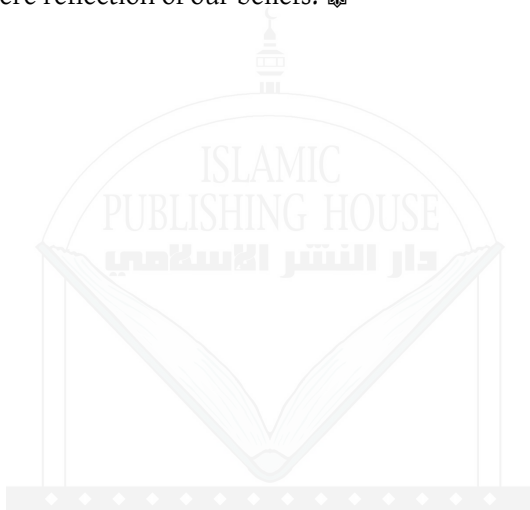 ere reflection of our beliefs.
ISLAMIC
PUBLISHING HOUSE
دار النشر الاسلامي